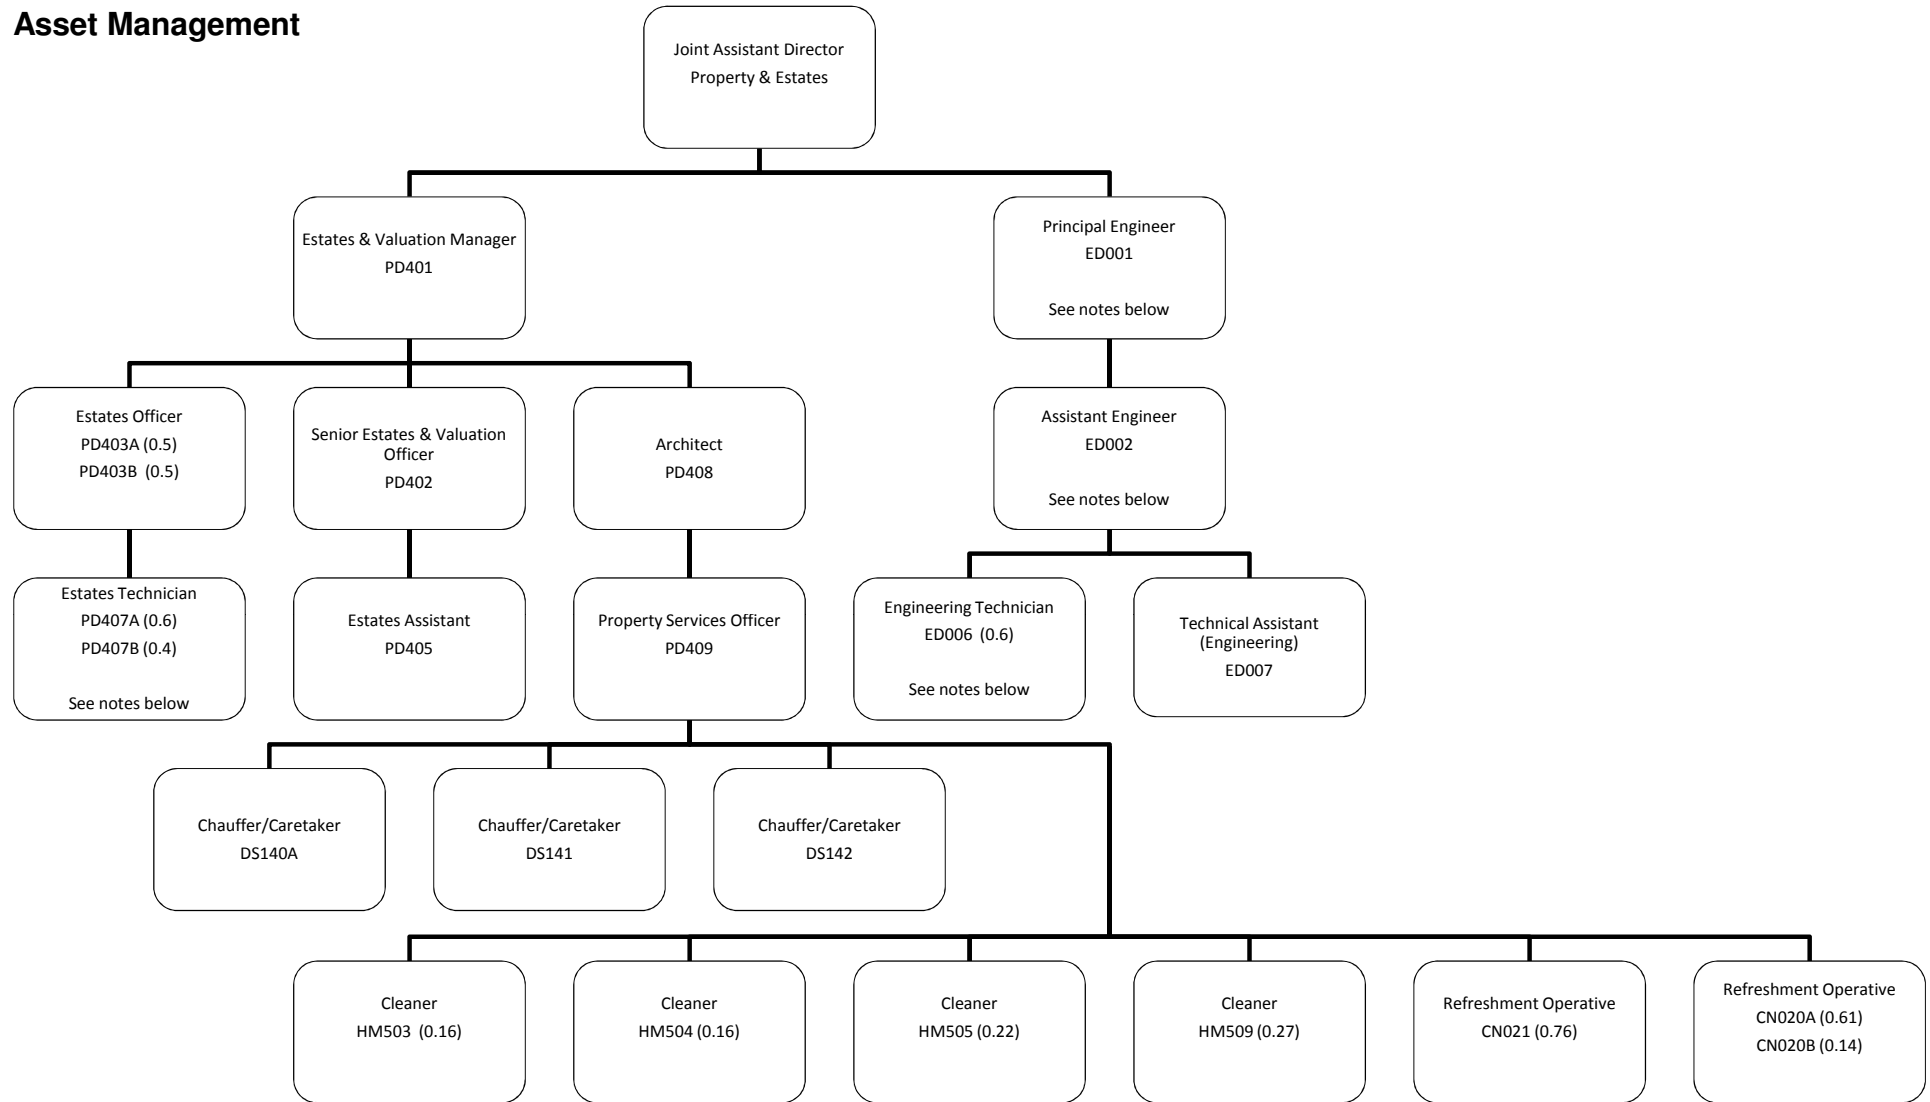 Asset Management
Joint Assistant Director
Property & Estates
Estates & Valuation Manager
PD401
Principal Engineer
ED001
See notes below
Estates Officer
PD403A (0.5)
PD403B (0.5)
Senior Estates & Valuation
Officer
PD402
Architect
PD408
Assistant Engineer
ED002
See notes below
Estates Technician
PD407A (0.6)
PD407B (0.4)
See notes below
Estates Assistant
PD405
Property Services Officer
PD409
Engineering Technician
ED006 (0.6)
See notes below
Technical Assistant
(Engineering)
ED007
Chauffer/Caretaker
DS140A
Chauffer/Caretaker
DS141
Chauffer/Caretaker
DS142
Cleaner
HM503 (0.16)
Cleaner
HM504 (0.16)
Cleaner
HM505 (0.22)
Cleaner
HM509 (0.27)
Refreshment Operative
CN021 (0.76)
Refreshment Operative
CN020A (0.61)
CN020B (0.14)